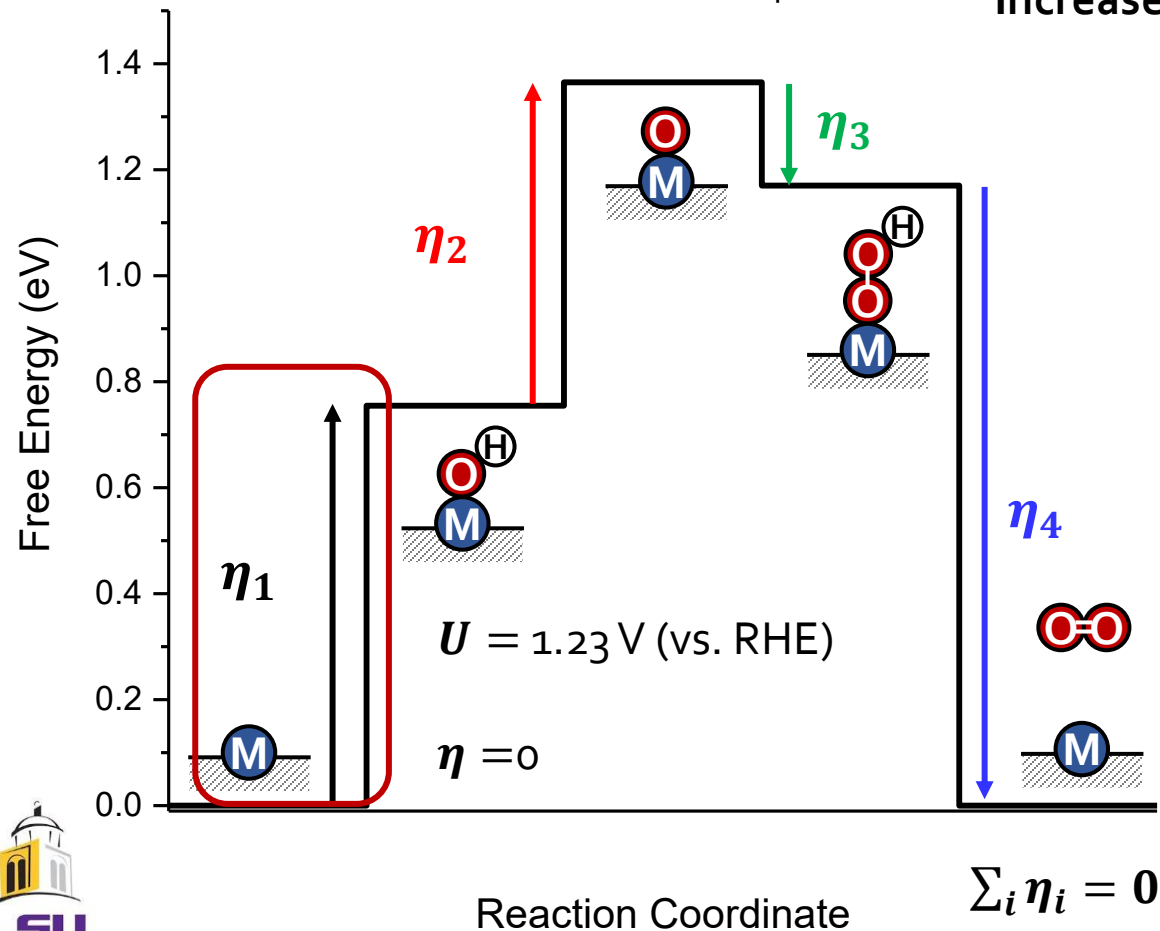 Increase
1.4
1.2
1.0
0.8
0.6
0.4
0.2
0.0
Free Energy (eV)
η1
η2
η3
η4
M
O H
M
O
M
H
O
O
M
O=O
M
U = 1.23 V (vs. RHE)
η =0
Reaction Coordinate
∑i ηi = 0